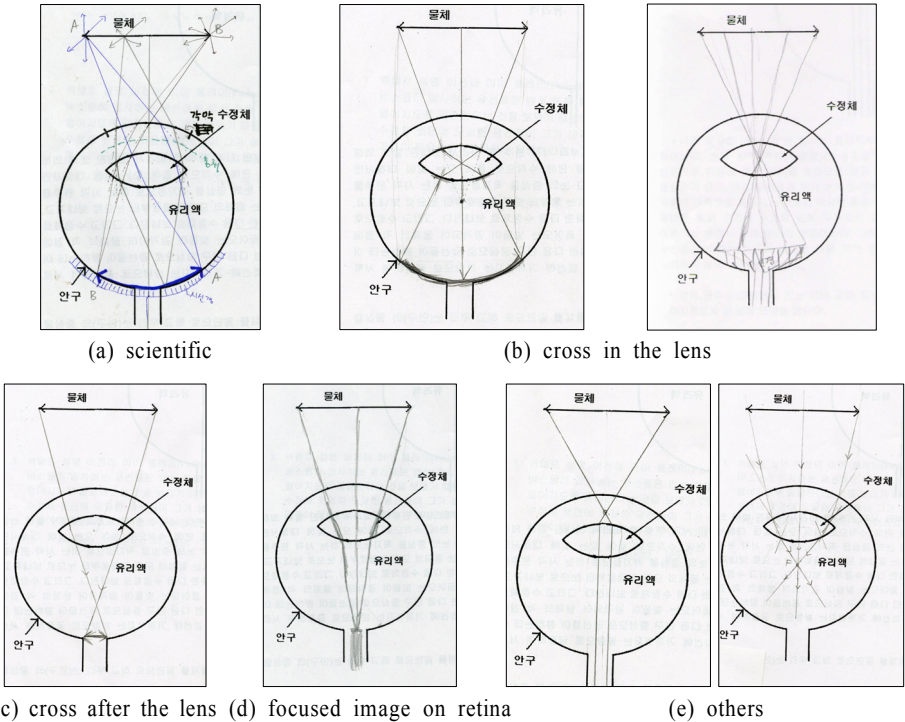 A
물체
B
각막 수정체
유리액
안구
B
A
물체
수정체
유리액
안구
물체
수정체
유리액
안구
(a) scientific
(b) cross in the lens
물체
수정체
유리액
안구
물체
수정체
유리액
안구
물체
수정체
유리액
안구
물체
수정체
유리액
F
안구
c) cross after the lens (d) focused image on retina
(e) others